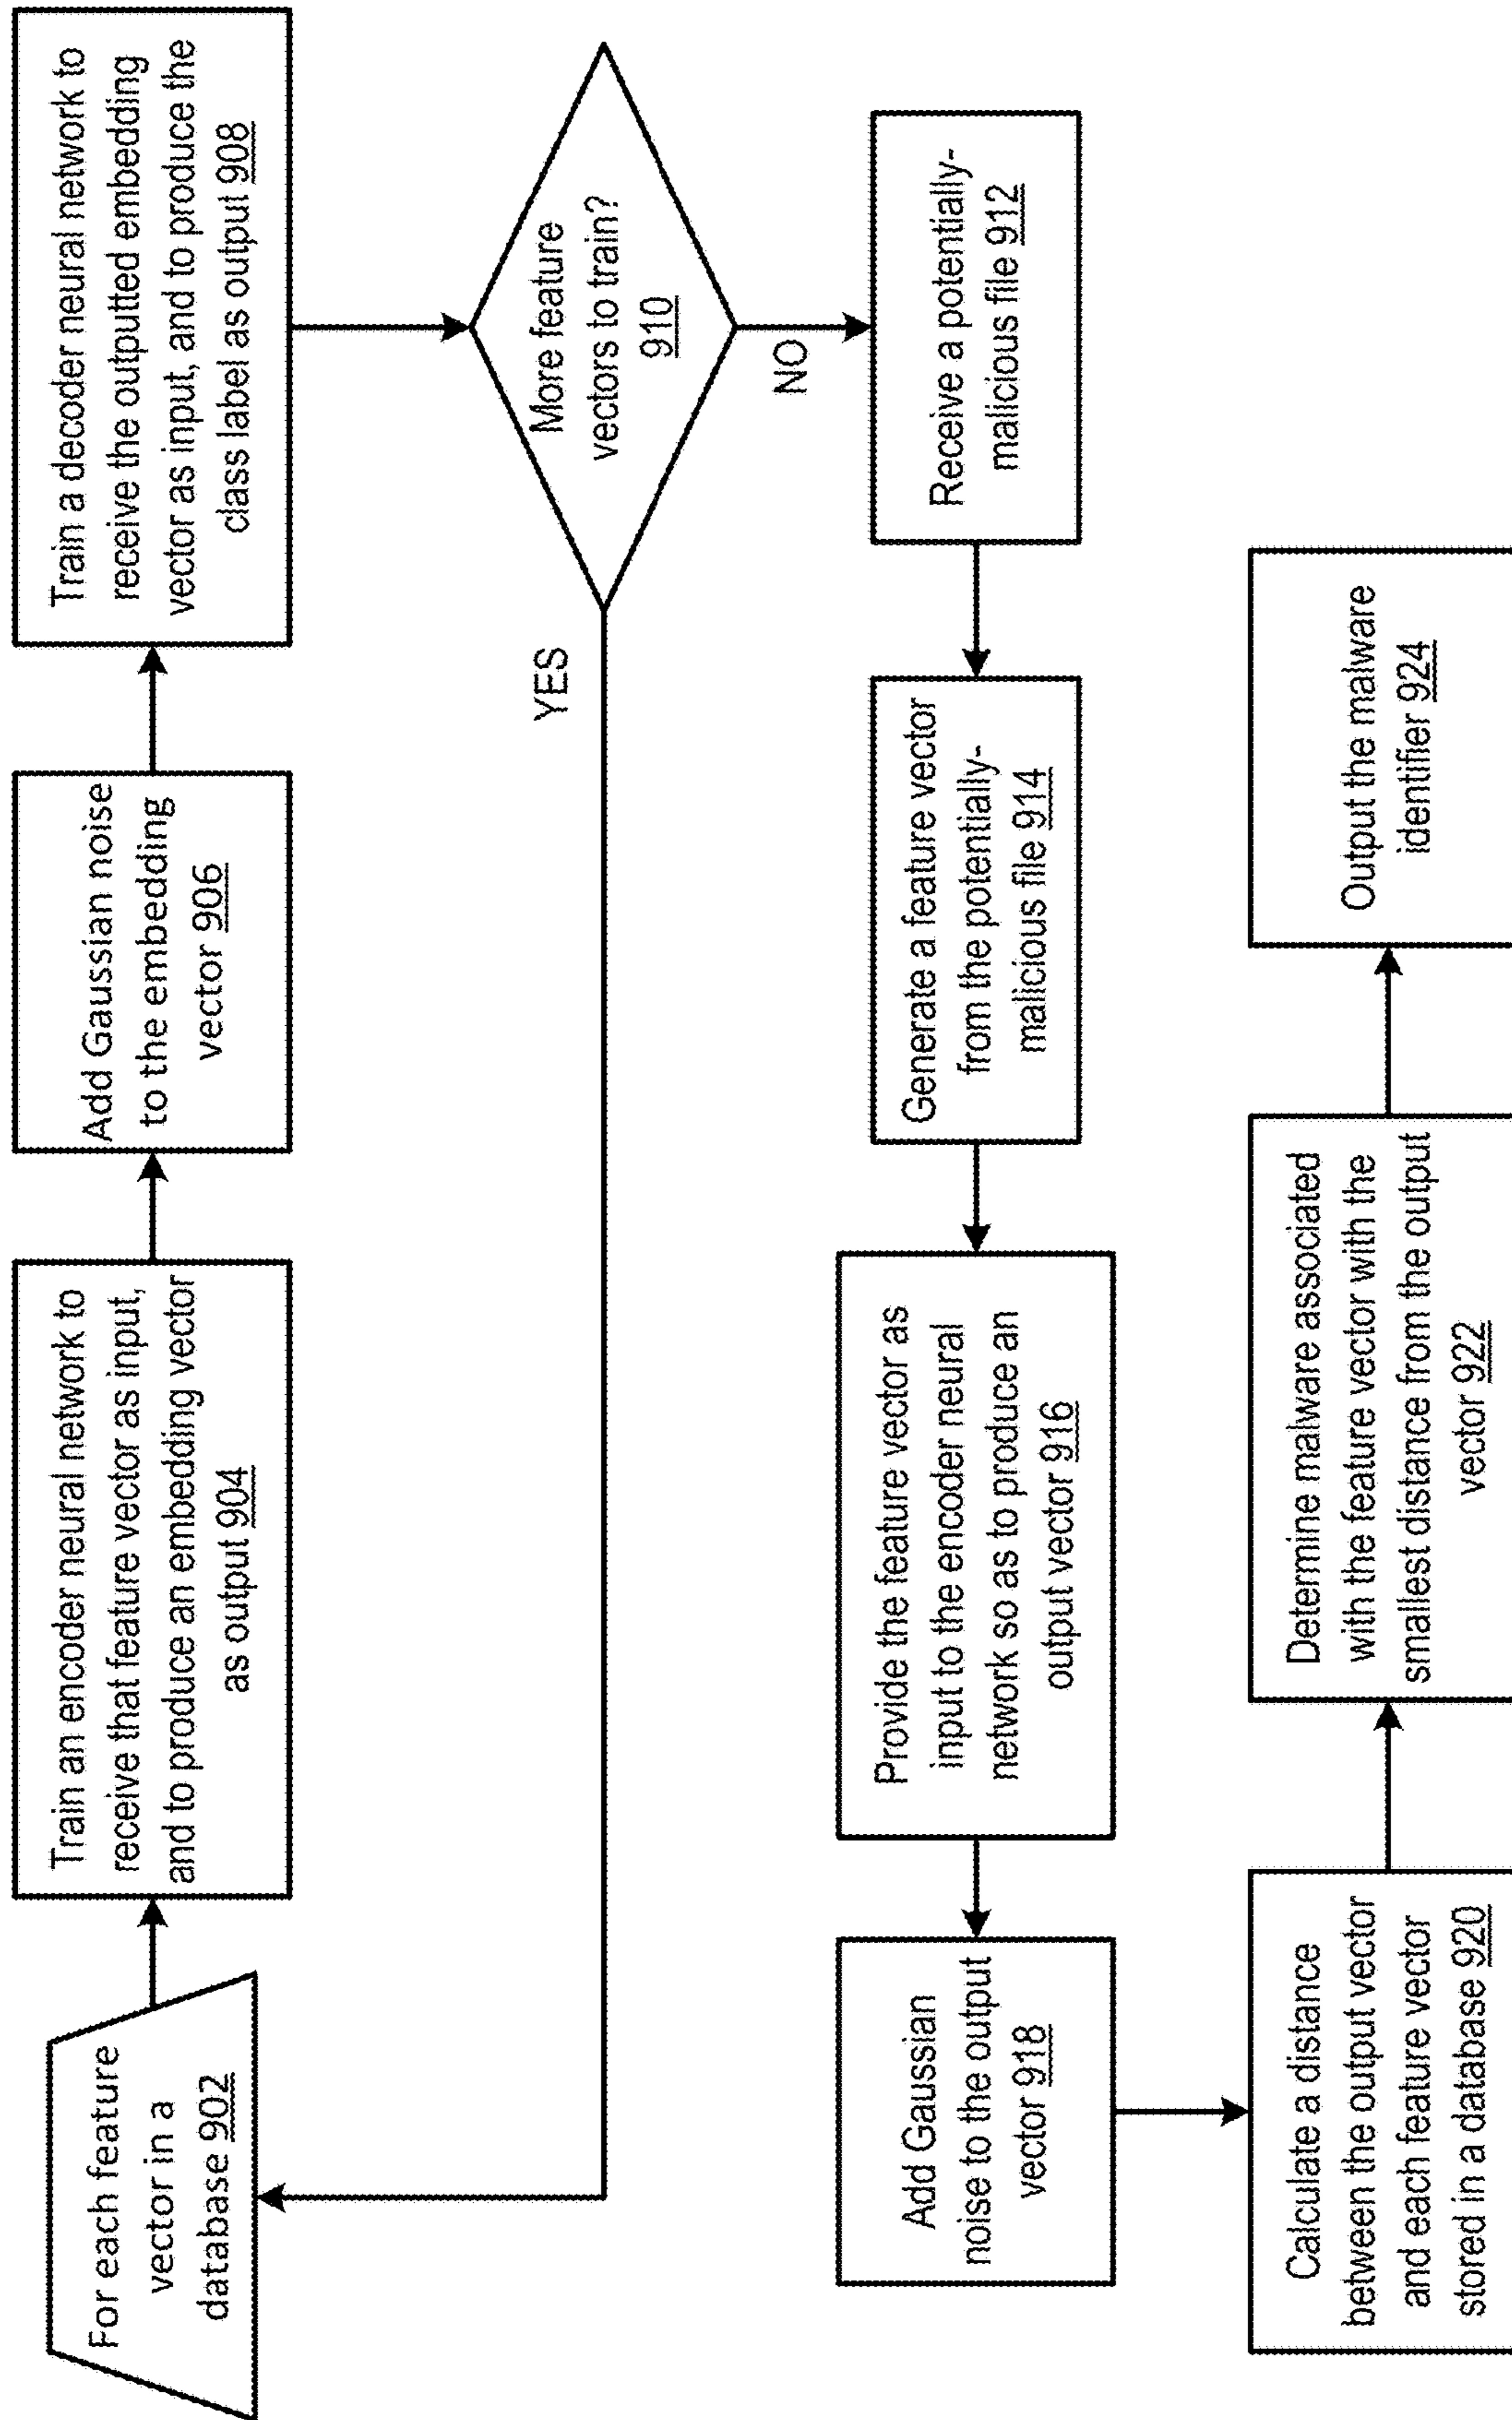 For each feature
vector in a
database 902
Train an encoder neural network to
receive that feature vector as input,
and to produce an embedding vector
as output 904
Add Gaussian noise
to the embedding
vector 906
Train a decoder neural network to
receive the outputted embedding
vector as input, and to produce the
class label as output 908
More feature
vectors to train?
910
YES
NO
Receive a potentially-
malicious file 912
Generate a feature vector
from the potentially-
malicious file 914
Provide the feature vector as
input to the encoder neural
network so as to produce an
output vector 916
Add Gaussian
noise to the output
vector 918
Calculate a distance
between the output vector
and each feature vector
stored in a database 920
Determine malware associated
with the feature vector with the
smallest distance from the output
vector 922
Output the malware
identifier 924